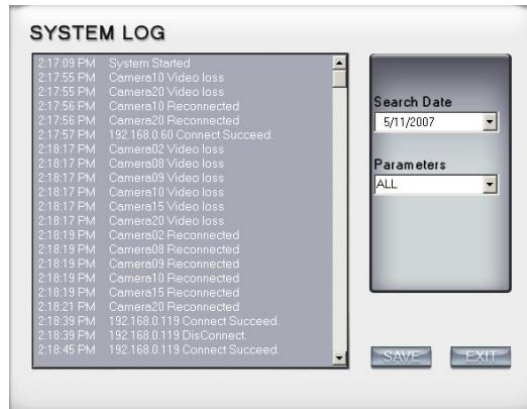 SYSTEM LOG
2:17:09 PM System Started
2:17:55 PM Camera10 Video loss
2:17:55 PM Camera20 Video loss
2:17:56 PM Camera10 Reconnected
2:17:56 PM Camera20 Reconnected
2:17:57 PM 192.168.0.60 Connect Succeed.
2:18:17 PM Camera02 Video loss
2:18:17 PM Camera08 Video loss
2:18:17 PM Camera09 Video loss
2:18:17 PM Camera10 Video loss
2:18:17 PM Camera15 Video loss
2:18:17 PM Camera20 Video loss
2:18:19 PM Camera02 Reconnected
2:18:19 PM Camera08 Reconnected
2:18:19 PM Camera09 Reconnected
2:18:19 PM Camera10 Reconnected
2:18:19 PM Camera15 Reconnected
2:18:21 PM Camera20 Reconnected
2:18:39 PM 192.168.0.119 Connect Succeed.
2:18:39 PM 192.168.0.119 DisConnect.
2:18:45 PM 192.168.0.119 Connect Succeed.
Search Date
5/11/2007
Parameters
ALL
SAVE
EXIT